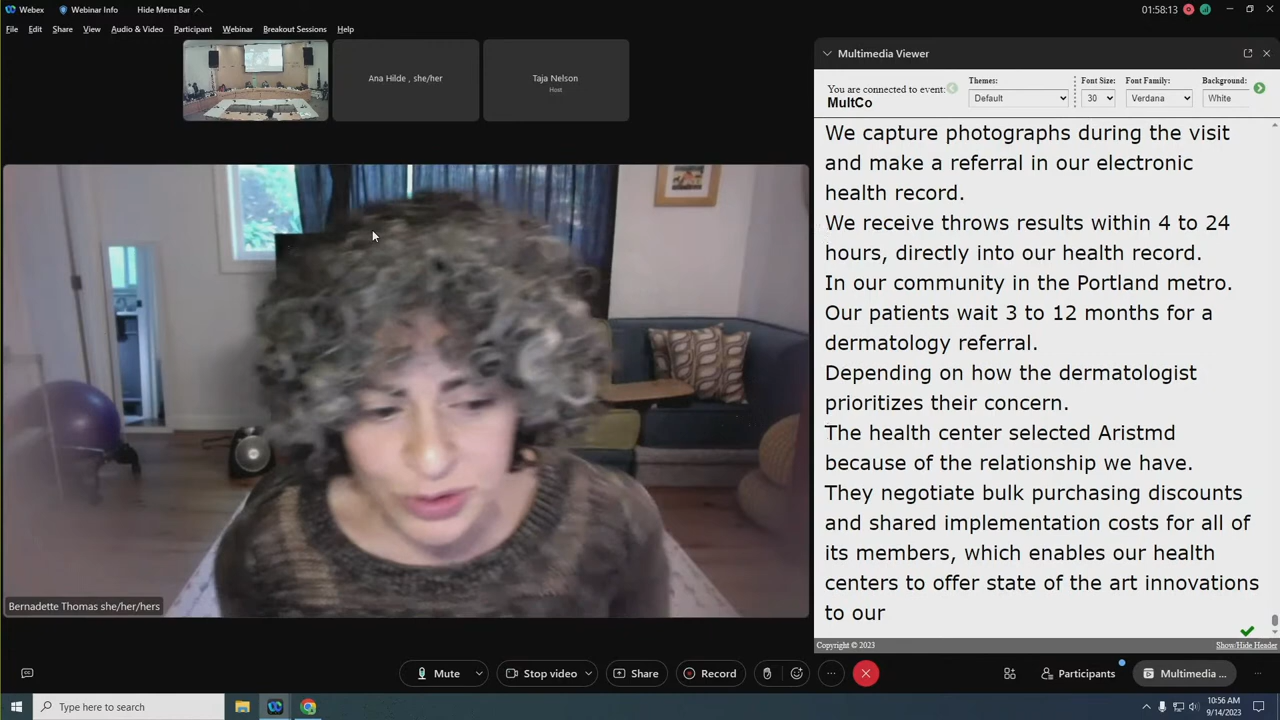 Webex
Webinar Info
Hide Menu Bar
01:58:13
File
Edit
Share
View
Audio & Video
Participant
Webinar
Breakout Sessions
Help
Ana Hilde , she/her
Taja Nelson
Host
Bernadette Thomas she/her/hers
Multimedia Viewer
You are connected to event:
MultCo
Themes:
Default
Font Size:
30
Font Family:
Verdana
Background:
White
We capture photographs during the visit
and make a referral in our electronic
health record.
We receive throws results within 4 to 24
hours, directly into our health record.
In our community in the Portland metro.
Our patients wait 3 to 12 months for a
dermatology referral.
Depending on how the dermatologist
prioritizes their concern.
The health center selected Aristmd
because of the relationship we have.
They negotiate bulk purchasing discounts
and shared implementation costs for all of
its members, which enables our health
centers to offer state of the art innovations
to our
Copyright © 2023
Show/Hide Header
Mute
Stop video
Share
Record
Participants
Multimedia ...
Type here to search
10:56 AM
9/14/2023